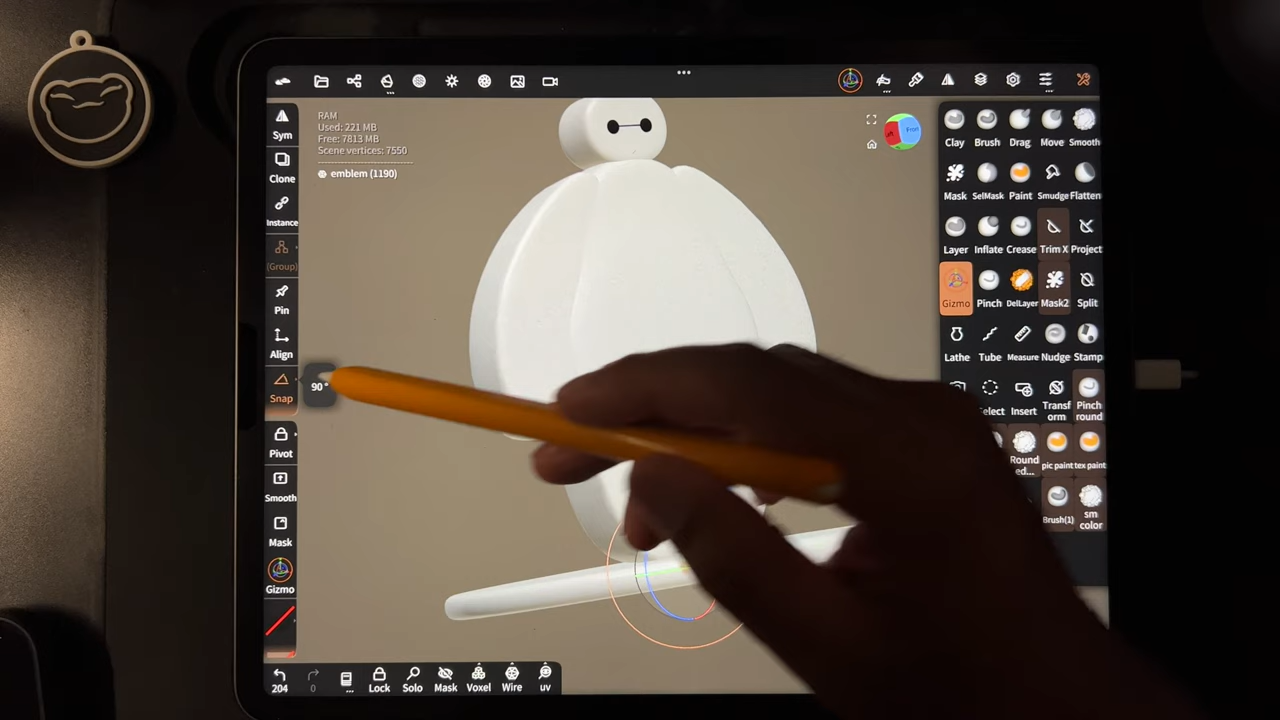 RAM
Used: 221 MB
Free: 7813 MB
Scene vertices: 7550
emblem (1190)
Sym
Clone
Instance
(Group)
Pin
Align
Snap
90°
Pivot
Smooth
Mask
Gizmo
204
0
Lock
Solo
Mask
Voxel
Wire
uv
Front
Clay
Brush
Drag
Move
Smooth
Mask
SelMask
Paint
Smudge
Flatten
Layer
Inflate
Crease
Trim X
Project
Gizmo
Pinch
DelLayer
Mask2
Split
Lathe
Tube
Measure
Nudge
Stamp
Insert
Transf
orm
Pinch
round
Round
ed...
pic paint
tex paint
Brush(1)
sm
color